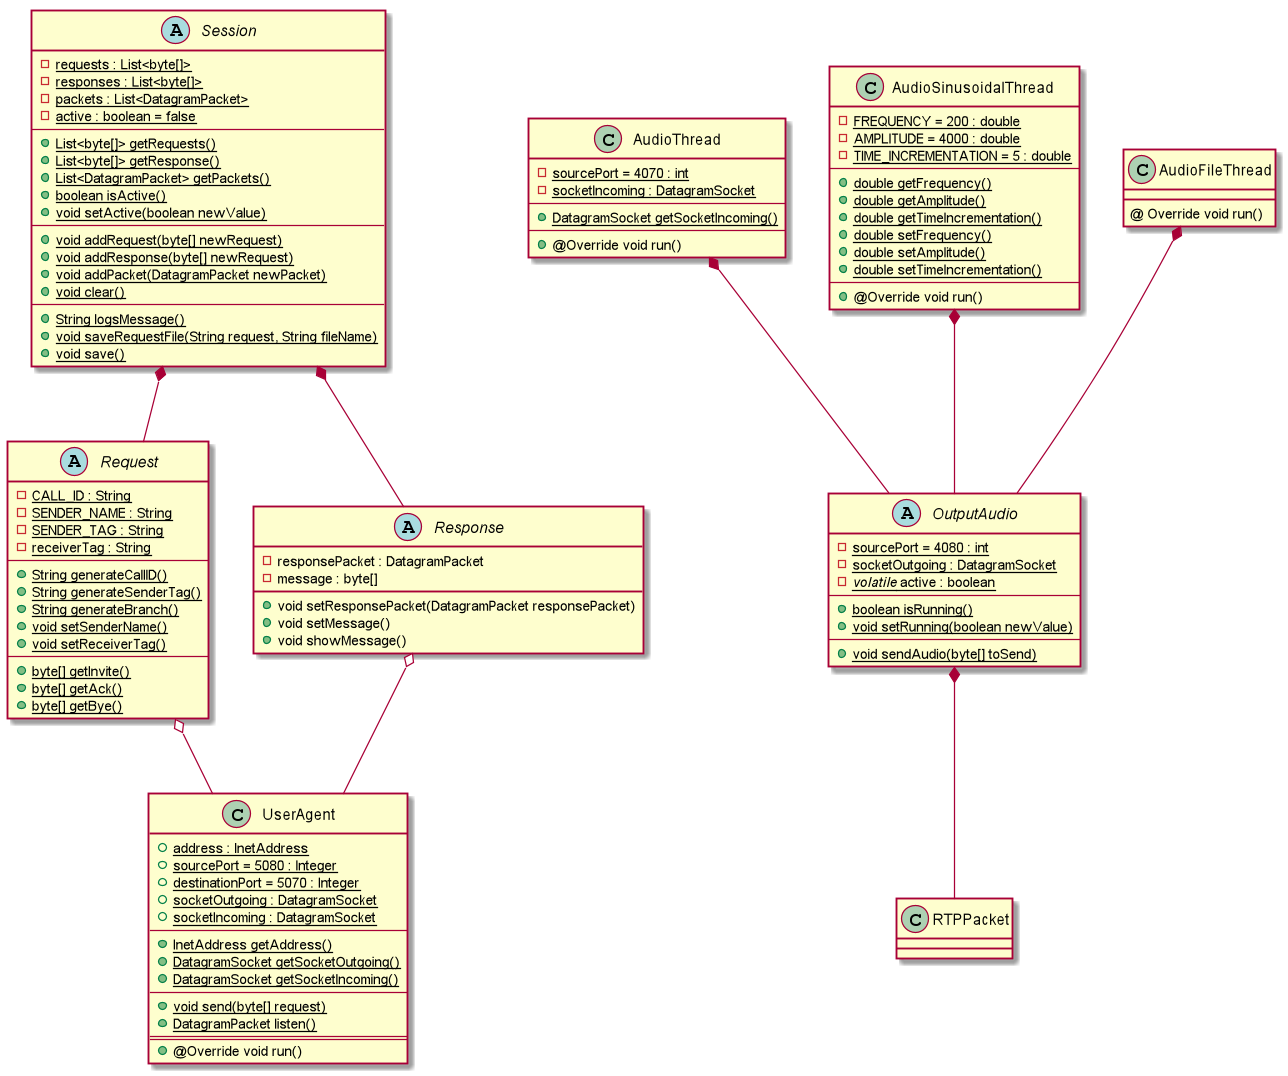 A Session
requests : List<byte[]>
responses : List<byte[]>
packets : List<DatagramPacket>
active : boolean = false
List<byte[]> getRequests()
List<byte[]> getResponse()
List<DatagramPacket> getPackets()
boolean isActive()
void setActive(boolean newValue)
void addRequest(byte[] newRequest)
void addResponse(byte[] newRequest)
void addPacket(DatagramPacket newPacket)
void clear()
String logsMessage()
void saveRequestFile(String request, String fileName)
void save()
C AudioThread
sourcePort = 4070 : int
socketIncoming : DatagramSocket
DatagramSocket getSocketIncoming()
@Override void run()
C AudioSinusoidalThread
FREQUENCY = 200 : double
AMPLITUDE = 4000 : double
TIME_INCREMENTATION = 5 : double
double getFrequency()
double getAmplitude()
double getTimeIncrementation()
double setFrequency()
double setAmplitude()
double setTimeIncrementation()
@Override void run()
C AudioFileThread
@ Override void run()
A Request
CALL_ID : String
SENDER_NAME : String
SENDER_TAG : String
receiverTag : String
String generateCallID()
String generateSenderTag()
String generateBranch()
void setSenderName()
void setReceiverTag()
byte[] getInvite()
byte[] getAck()
byte[] getBye()
A Response
responsePacket : DatagramPacket
message : byte[]
void setResponsePacket(DatagramPacket responsePacket)
void setMessage()
void showMessage()
A OutputAudio
sourcePort = 4080 : int
socketOutgoing : DatagramSocket
volatile active : boolean
boolean isRunning()
void setRunning(boolean newValue)
void sendAudio(byte[] toSend)
C UserAgent
address : InetAddress
sourcePort = 5080 : Integer
destinationPort = 5070 : Integer
socketOutgoing : DatagramSocket
socketIncoming : DatagramSocket
InetAddress getAddress()
DatagramSocket getSocketOutgoing()
DatagramSocket getSocketIncoming()
void send(byte[] request)
DatagramPacket listen()
@Override void run()
C RTPPacket